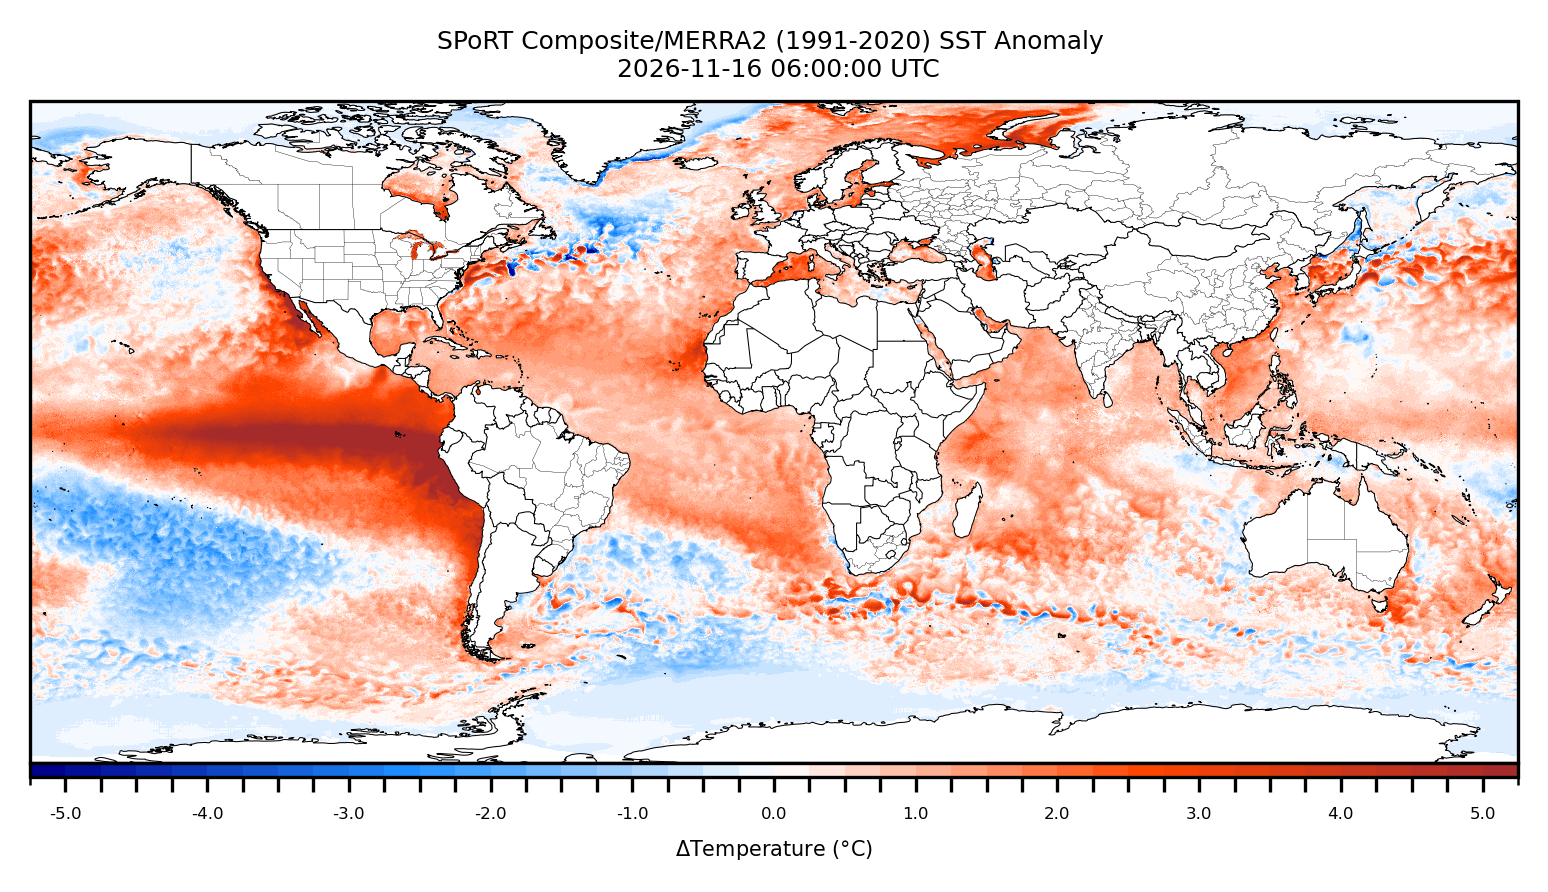 SPoRT Composite/MERRA2 (1991-2020) SST Anomaly
2026-11-16 06:00:00 UTC
-5.0 -4.0 -3.0 -2.0 -1.0 0.0 1.0 2.0 3.0 4.0 5.0
ΔTemperature (°C)